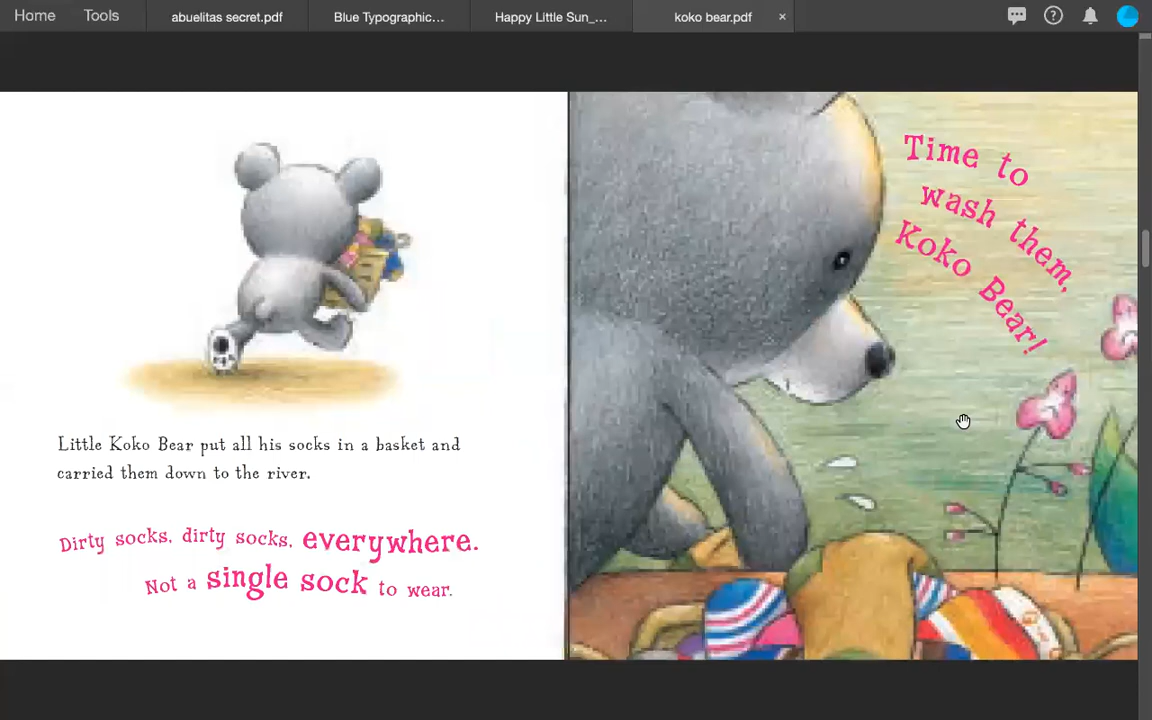 Home Tools abuelitas secret.pdf Blue Typographic... Happy Little Sun_... koko bear.pdf ×
Little Koko Bear put all his socks in a basket and
carried them down to the river.
Dirty socks, dirty socks, everywhere.
Not a single sock to wear.
Time to
wash them,
Koko Bear!